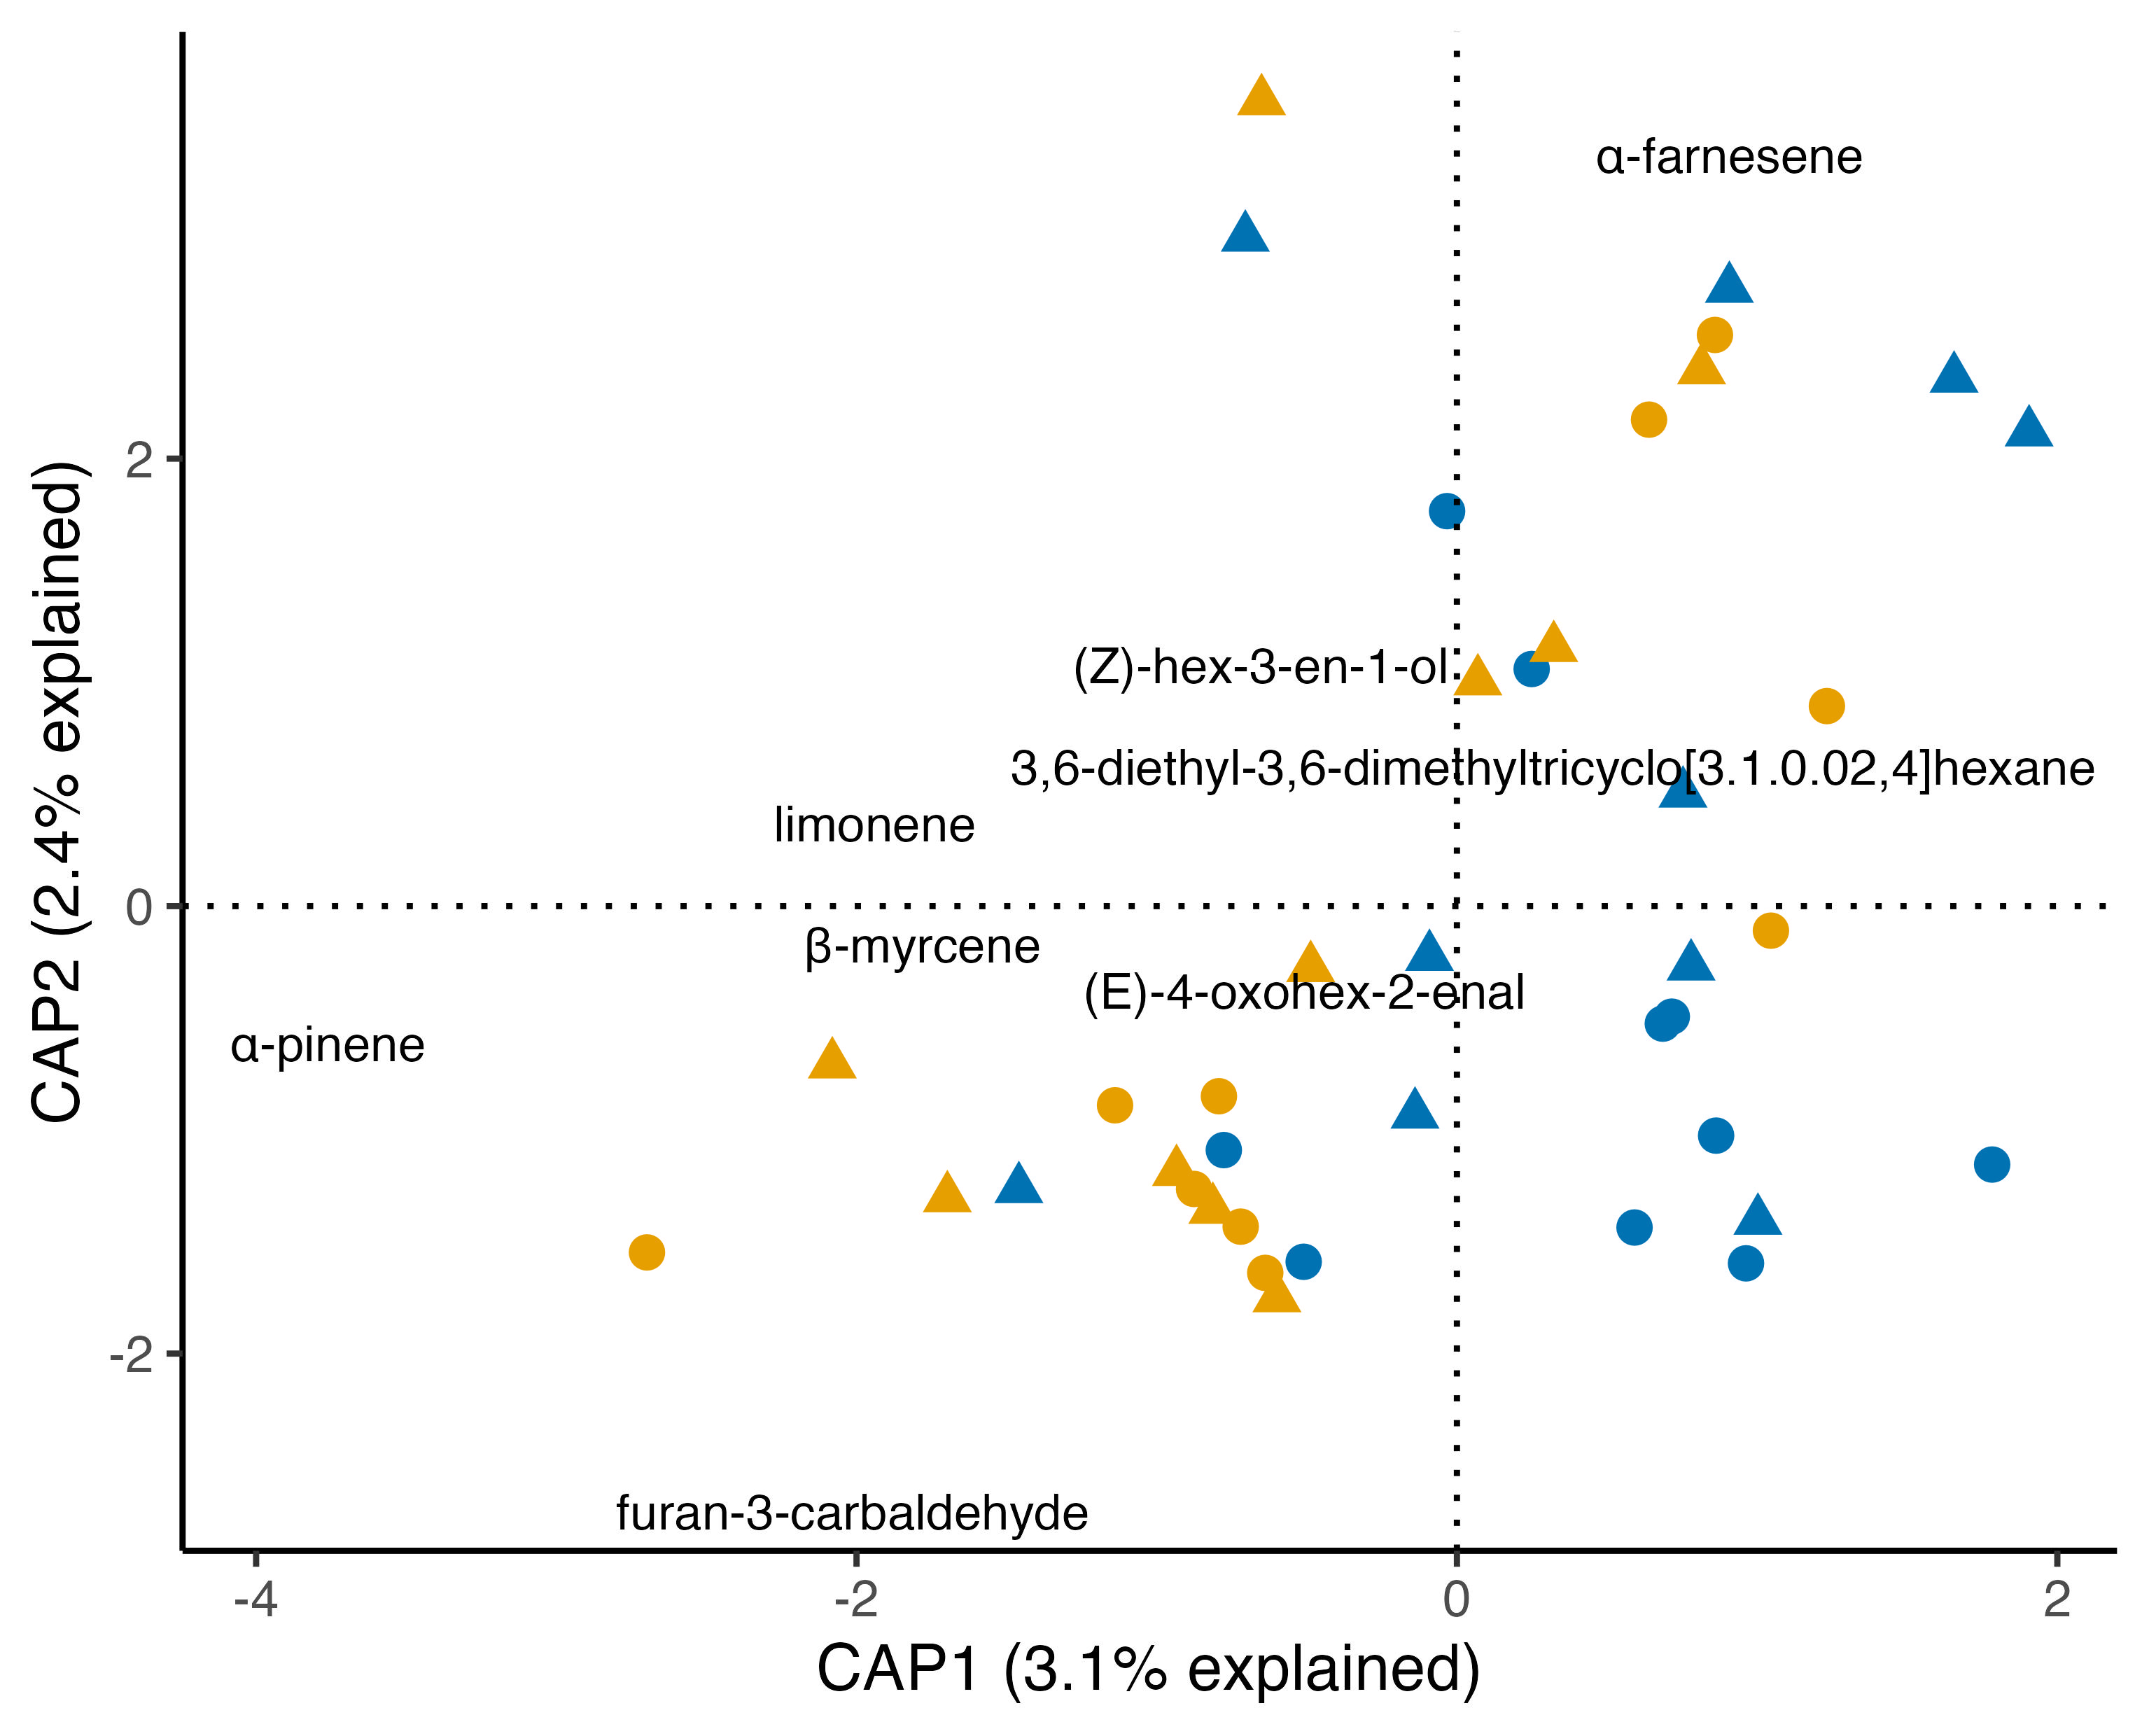 α-farnesene
2
(Z)-hex-3-en-1-ol
3,6-diethyl-3,6-dimethyltricyclo[3.1.0.02,4]hexane
limonene
0
β-myrcene
(E)-4-oxohex-2-enal
α-pinene
-2
furan-3-carbaldehyde
-4 -2 0 2
CAP1 (3.1% explained)
CAP2 (2.4% explained)